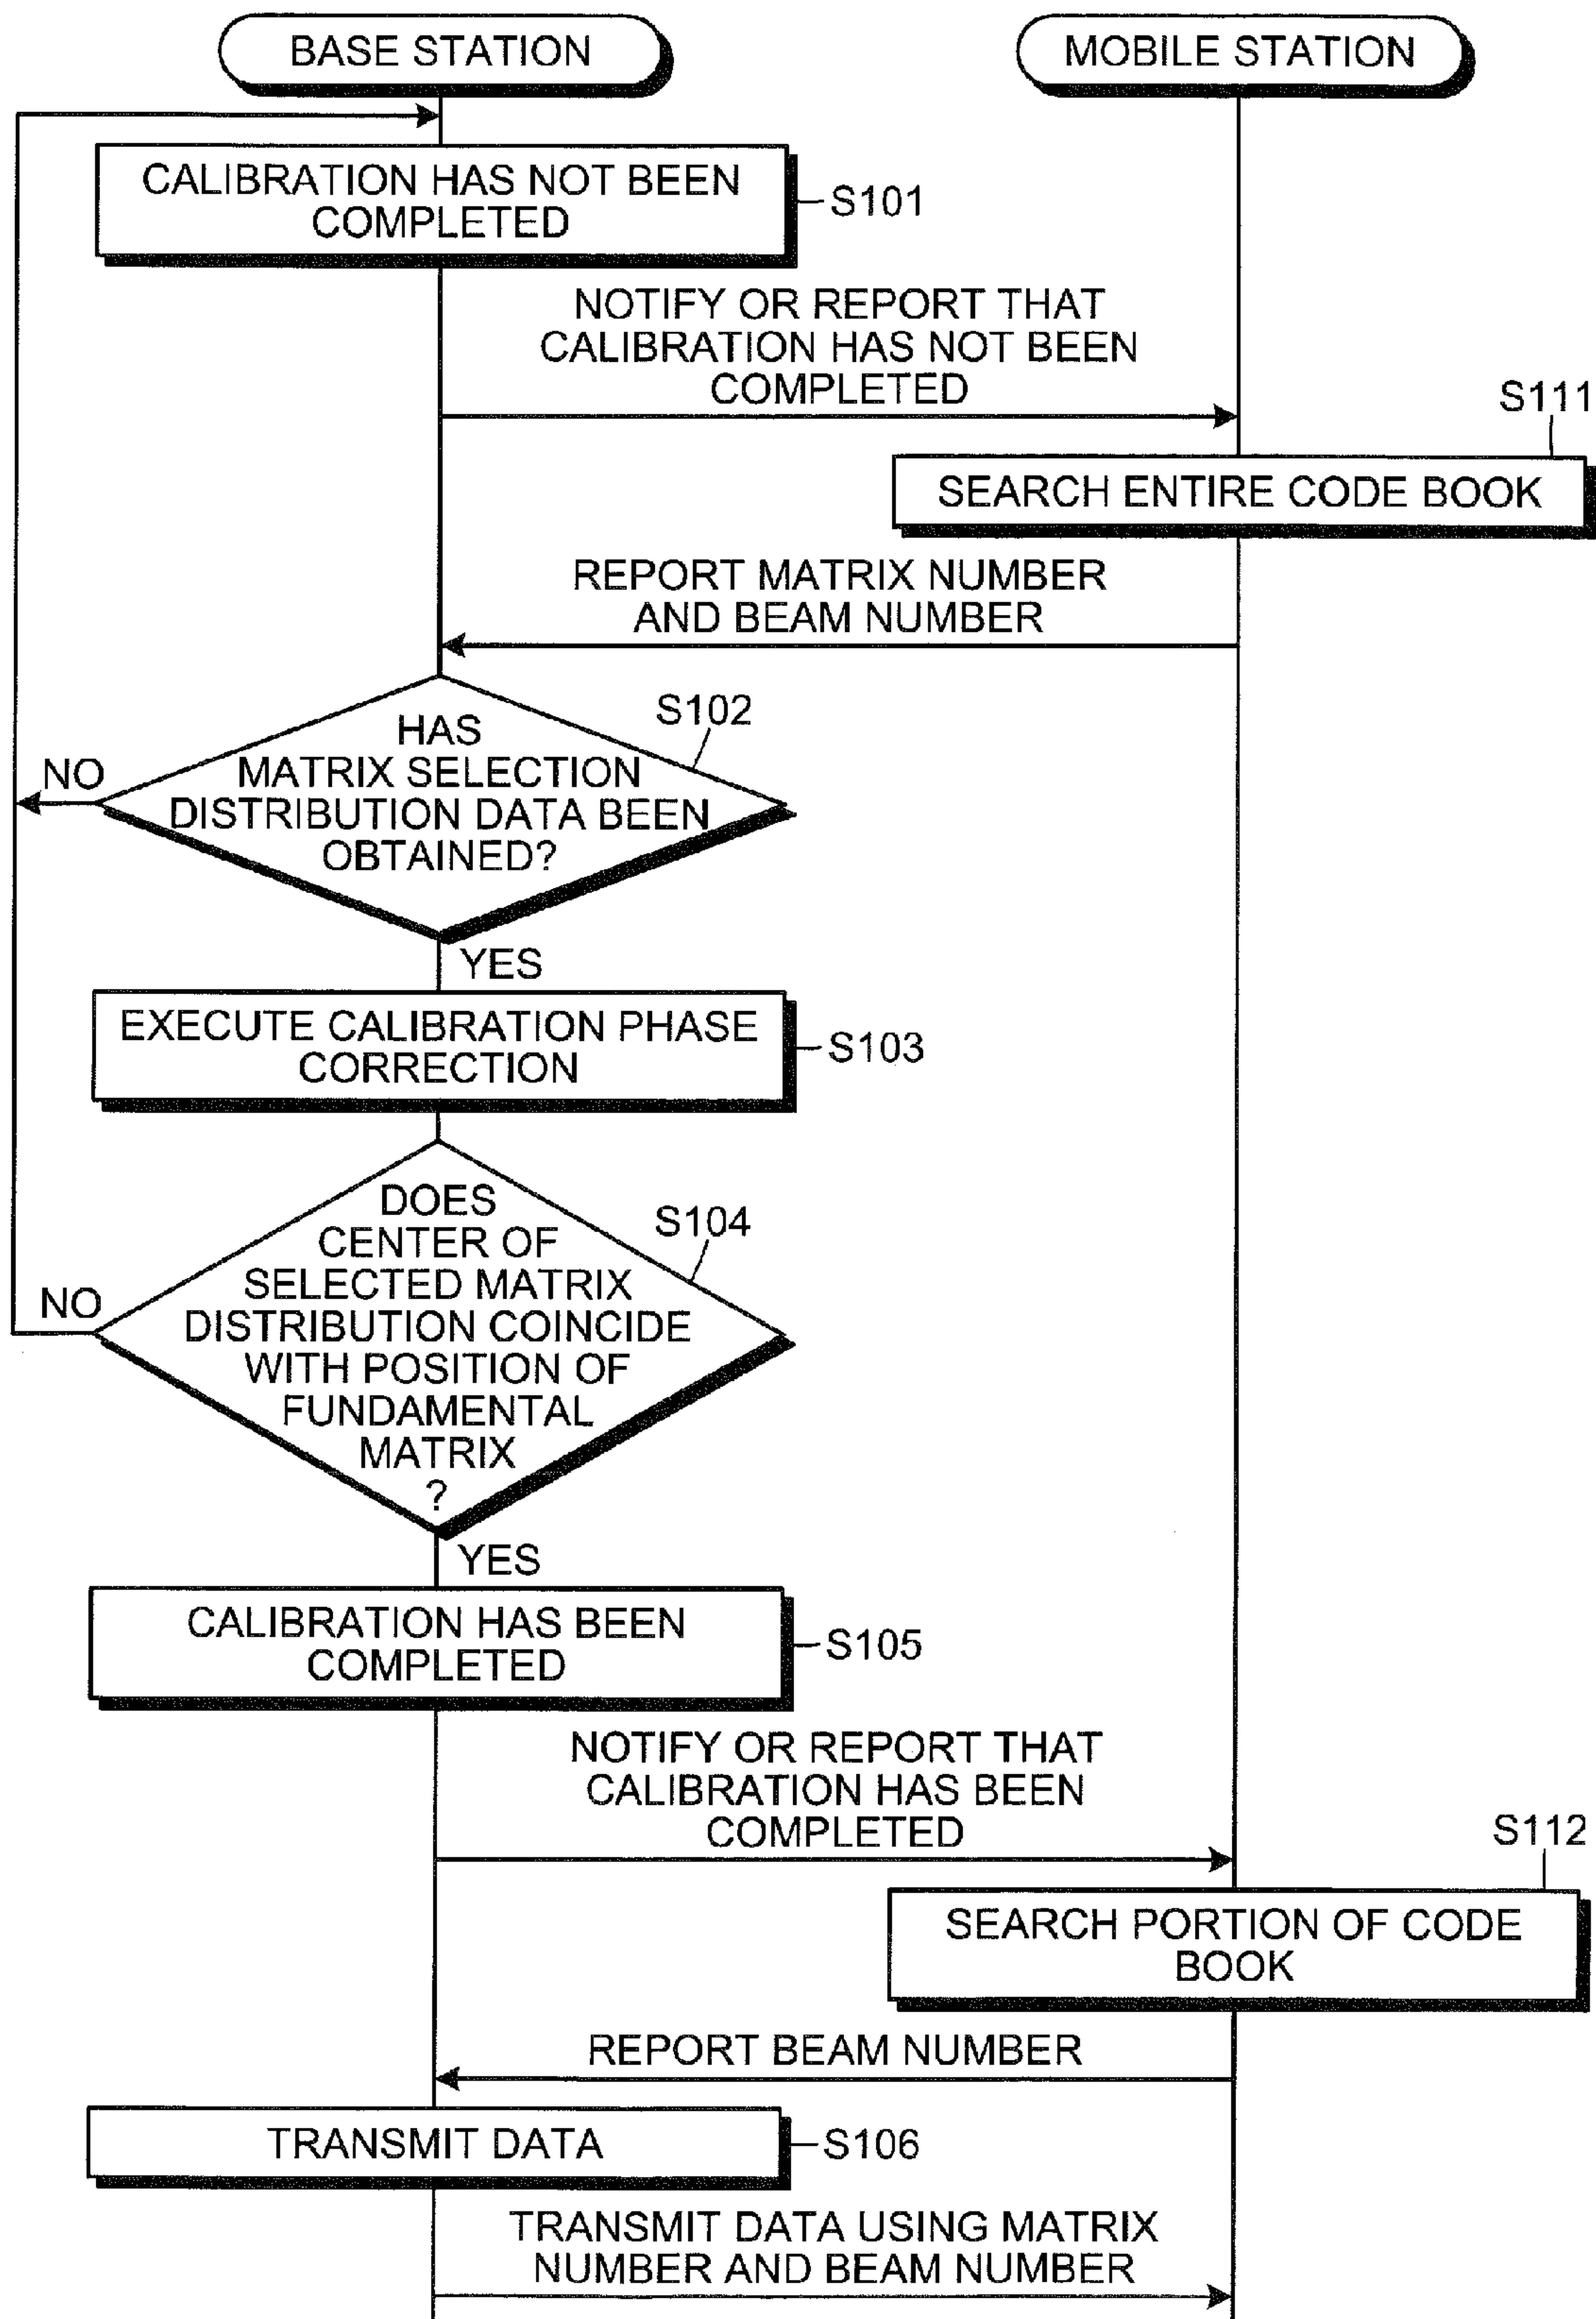 BASE STATION
MOBILE STATION
CALIBRATION HAS NOT BEEN
COMPLETED
S101
NOTIFY OR REPORT THAT
CALIBRATION HAS NOT BEEN
COMPLETED
S111
SEARCH ENTIRE CODE BOOK
REPORT MATRIX NUMBER
AND BEAM NUMBER
S102
HAS
MATRIX SELECTION
DISTRIBUTION DATA BEEN
OBTAINED?
NO
YES
EXECUTE CALIBRATION PHASE
CORRECTION
S103
DOES
CENTER OF
SELECTED MATRIX
DISTRIBUTION COINCIDE
WITH POSITION OF
FUNDAMENTAL
MATRIX
?
S104
NO
YES
CALIBRATION HAS BEEN
COMPLETED
S105
NOTIFY OR REPORT THAT
CALIBRATION HAS BEEN
COMPLETED
S112
SEARCH PORTION OF CODE
BOOK
REPORT BEAM NUMBER
TRANSMIT DATA
S106
TRANSMIT DATA USING MATRIX
NUMBER AND BEAM NUMBER